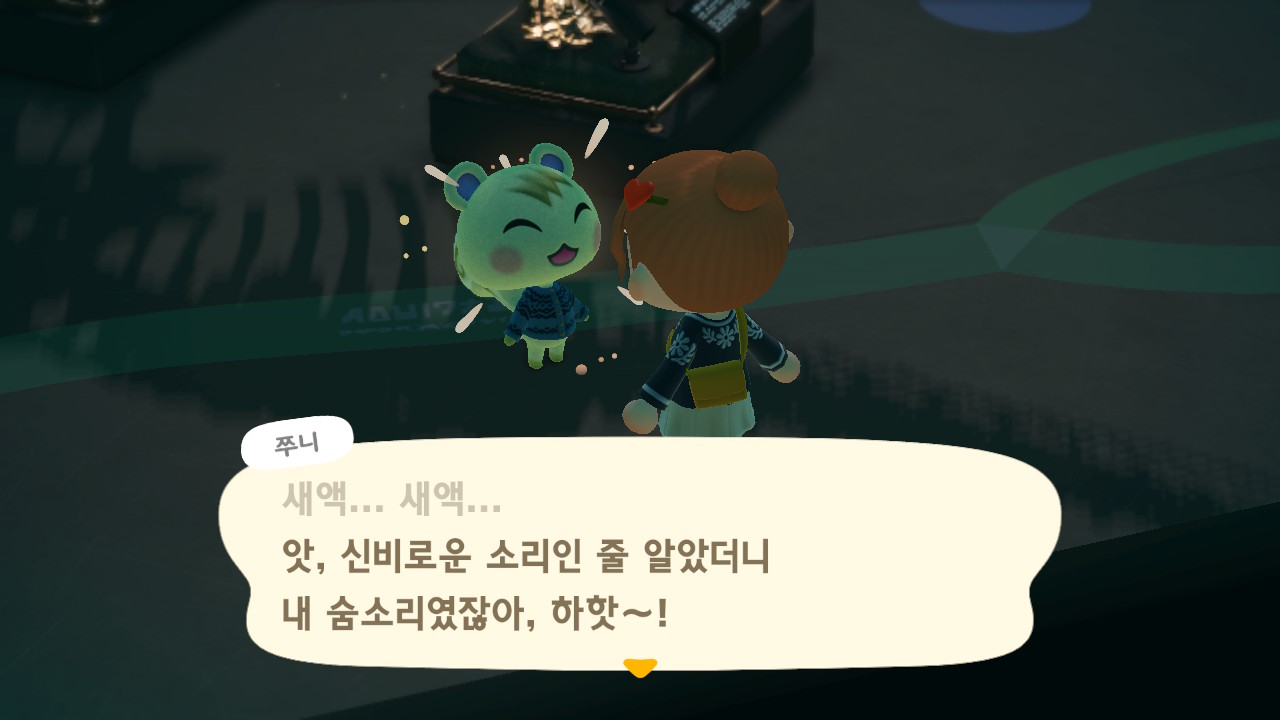 쭈니
새액... 새액...
앗, 신비로운 소리인 줄 알았더니
내 숨소리였잖아, 하핫~!